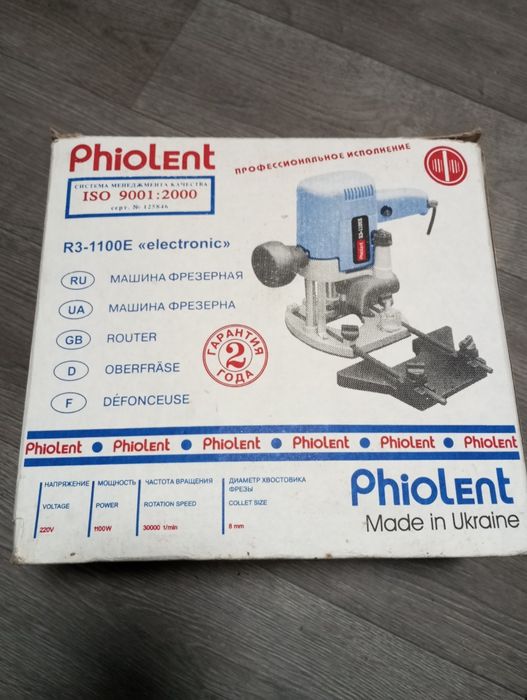 Phiolent
ПРОФЕССИОНАЛЬНОЕ ИСПОЛНЕНИЕ
СИСТЕМА МЕНЕДЖМЕНТА КАЧЕСТВА
ISO 9001:2000
серт. № 125846
R3-1100E «electronic»
RU МАШИНА ФРЕЗЕРНАЯ
UA МАШИНА ФРЕЗЕРНА
GB ROUTER
D OBERFRÄSE
F DÉFONCEUSE
ГАРАНТИЯ
2
ГОДА
Phiolent
R3-1100E
Phiolent Phiolent Phiolent Phiolent Phiolent Phiolent
НАПРЯЖЕНИЕ
VOLTAGE
220V
МОЩНОСТЬ
POWER
1100W
ЧАСТОТА ВРАЩЕНИЯ
ROTATION SPEED
30000 1/min
ДИАМЕТР ХВОСТОВИКА
ФРЕЗЫ
COLLET SIZE
8 mm
Phiolent
Made in Ukraine